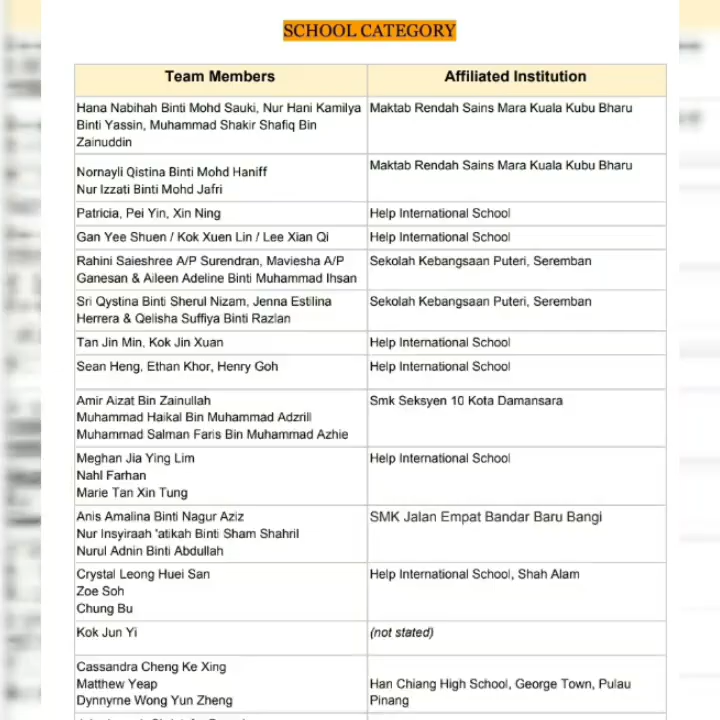 SCHOOL CATEGORY
Team Members Affiliated Institution
Hana Nabihah Binti Mohd Sauki, Nur Hani Kamilya Maktab Rendah Sains Mara Kuala Kubu Bharu
Binti Yassin, Muhammad Shakir Shafiq Bin
Zainuddin
Nornayli Qistina Binti Mohd Haniff Maktab Rendah Sains Mara Kuala Kubu Bharu
Nur Izzati Binti Mohd Jafri
Patricia, Pei Yin, Xin Ning Help International School
Gan Yee Shuen / Kok Xuen Lin / Lee Xian Qi Help International School
Rahini Saieshree A/P Surendran, Maviesha A/P Sekolah Kebangsaan Puteri, Seremban
Ganesan & Aileen Adeline Binti Muhammad Ihsan
Sri Qystina Binti Sherul Nizam, Jenna Estilina Sekolah Kebangsaan Puteri, Seremban
Herrera & Qelisha Suffiya Binti Razlan
Tan Jin Min, Kok Jin Xuan Help International School
Sean Heng, Ethan Khor, Henry Goh Help International School
Amir Aizat Bin Zainullah Smk Seksyen 10 Kota Damansara
Muhammad Haikal Bin Muhammad Adzrill
Muhammad Salman Faris Bin Muhammad Azhie
Meghan Jia Ying Lim Help International School
Nahl Farhan
Marie Tan Xin Tung
Anis Amalina Binti Nagur Aziz SMK Jalan Empat Bandar Baru Bangi
Nur Insyiraah 'atikah Binti Sham Shahril
Nurul Adnin Binti Abdullah
Crystal Leong Huei San Help International School, Shah Alam
Zoe Soh
Chung Bu
Kok Jun Yi (not stated)
Cassandra Cheng Ke Xing
Matthew Yeap Han Chiang High School, George Town, Pulau
Dynnyrne Wong Yun Zheng Pinang